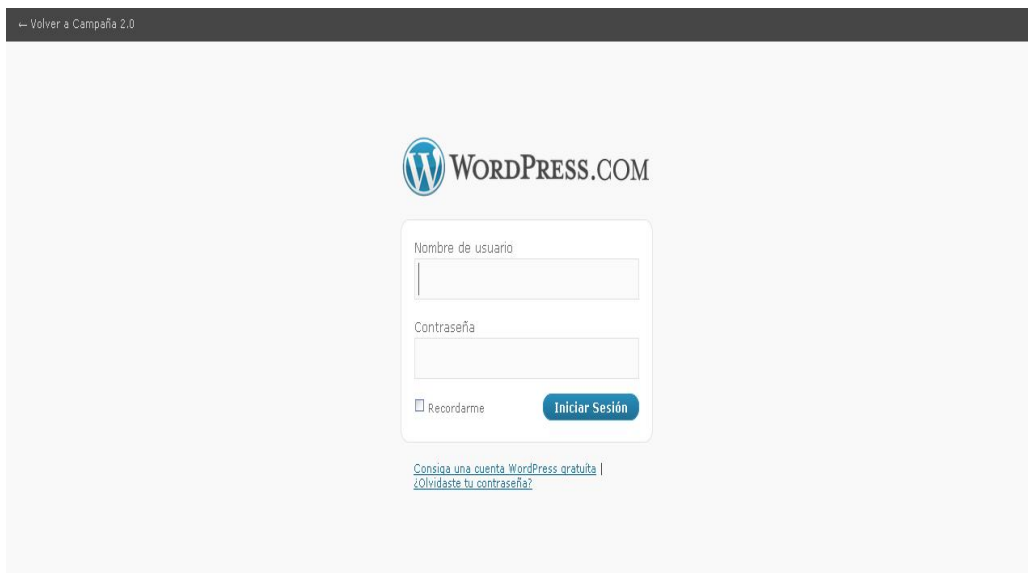 ← Volver a Campaña 2.0
WORDPRESS.COM
Nombre de usuario
Contraseña
Recordarme
Iniciar Sesión
Consiga una cuenta WordPress gratuíta |
¿Olvidaste tu contraseña?